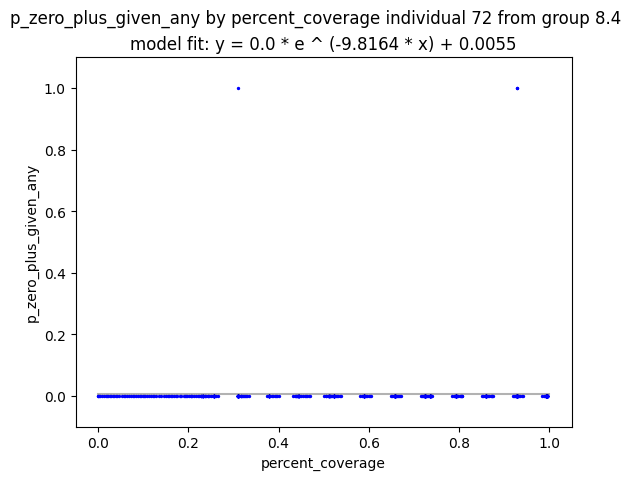 p_zero_plus_given_any by percent_coverage individual 72 from group 8.4
model fit: y = 0.0 * e ^ (-9.8164 * x) + 0.0055
p_zero_plus_given_any
1.0
0.8
0.6
0.4
0.2
0.0
0.0 0.2 0.4 0.6 0.8 1.0
percent_coverage